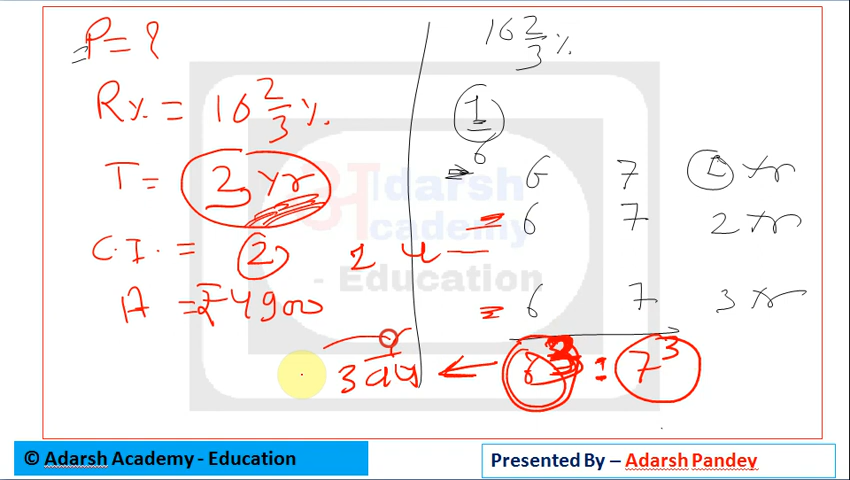 P = ?
R%. = 16 2/3 %.
T = 2 yr
C.I. = 2
A = ₹4900
16 2/3 %
1/6
6 7 1 yr
= 6 7 2 yr
= 6 7 3 yr
6³ : 7³
Adarsh
Academy
- Education
© Adarsh Academy - Education
Presented By – Adarsh Pandey